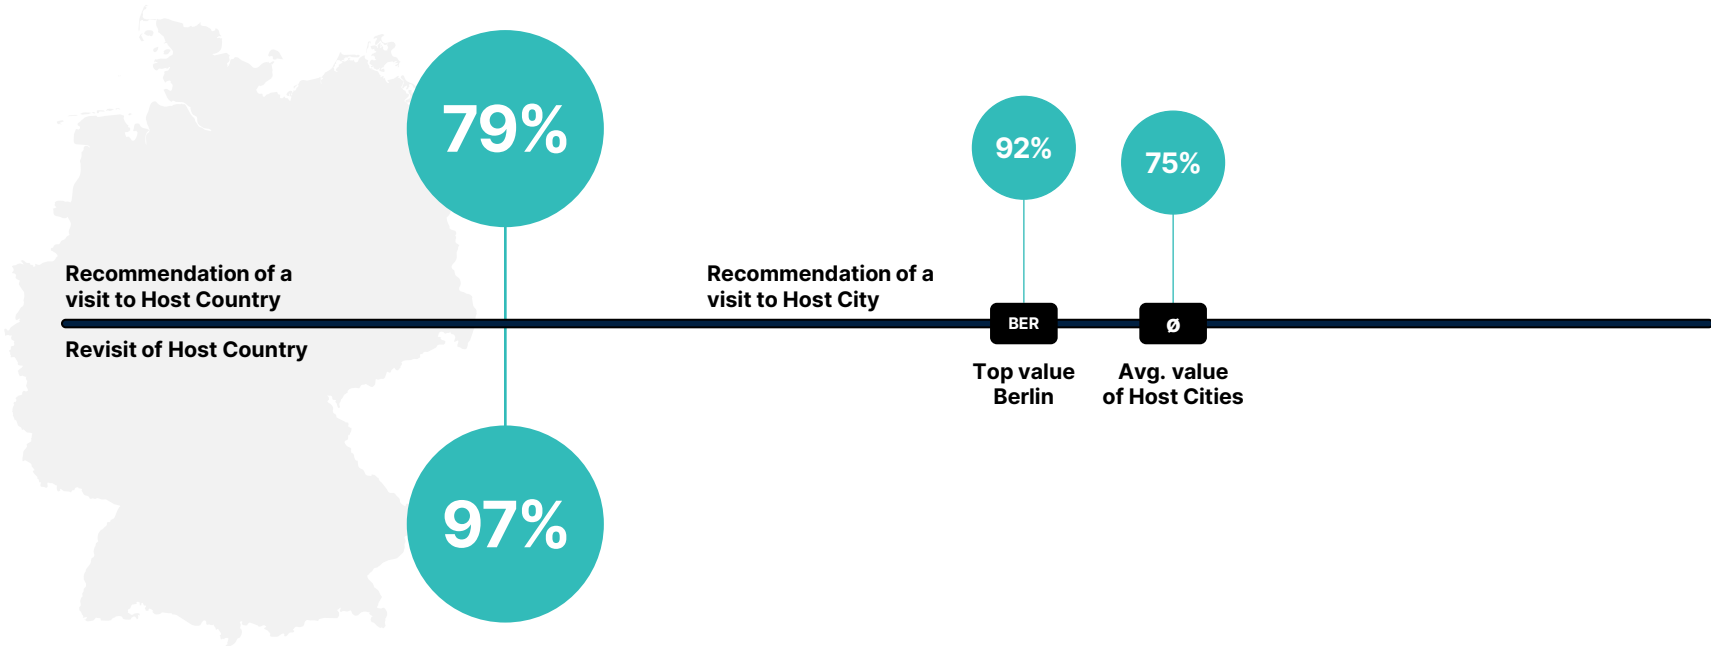 79%
Recommendation of a
visit to Host Country
Revisit of Host Country
97%
Recommendation of a
visit to Host City
92%
75%
BER
Ø
Top value
Berlin
Avg. value
of Host Cities